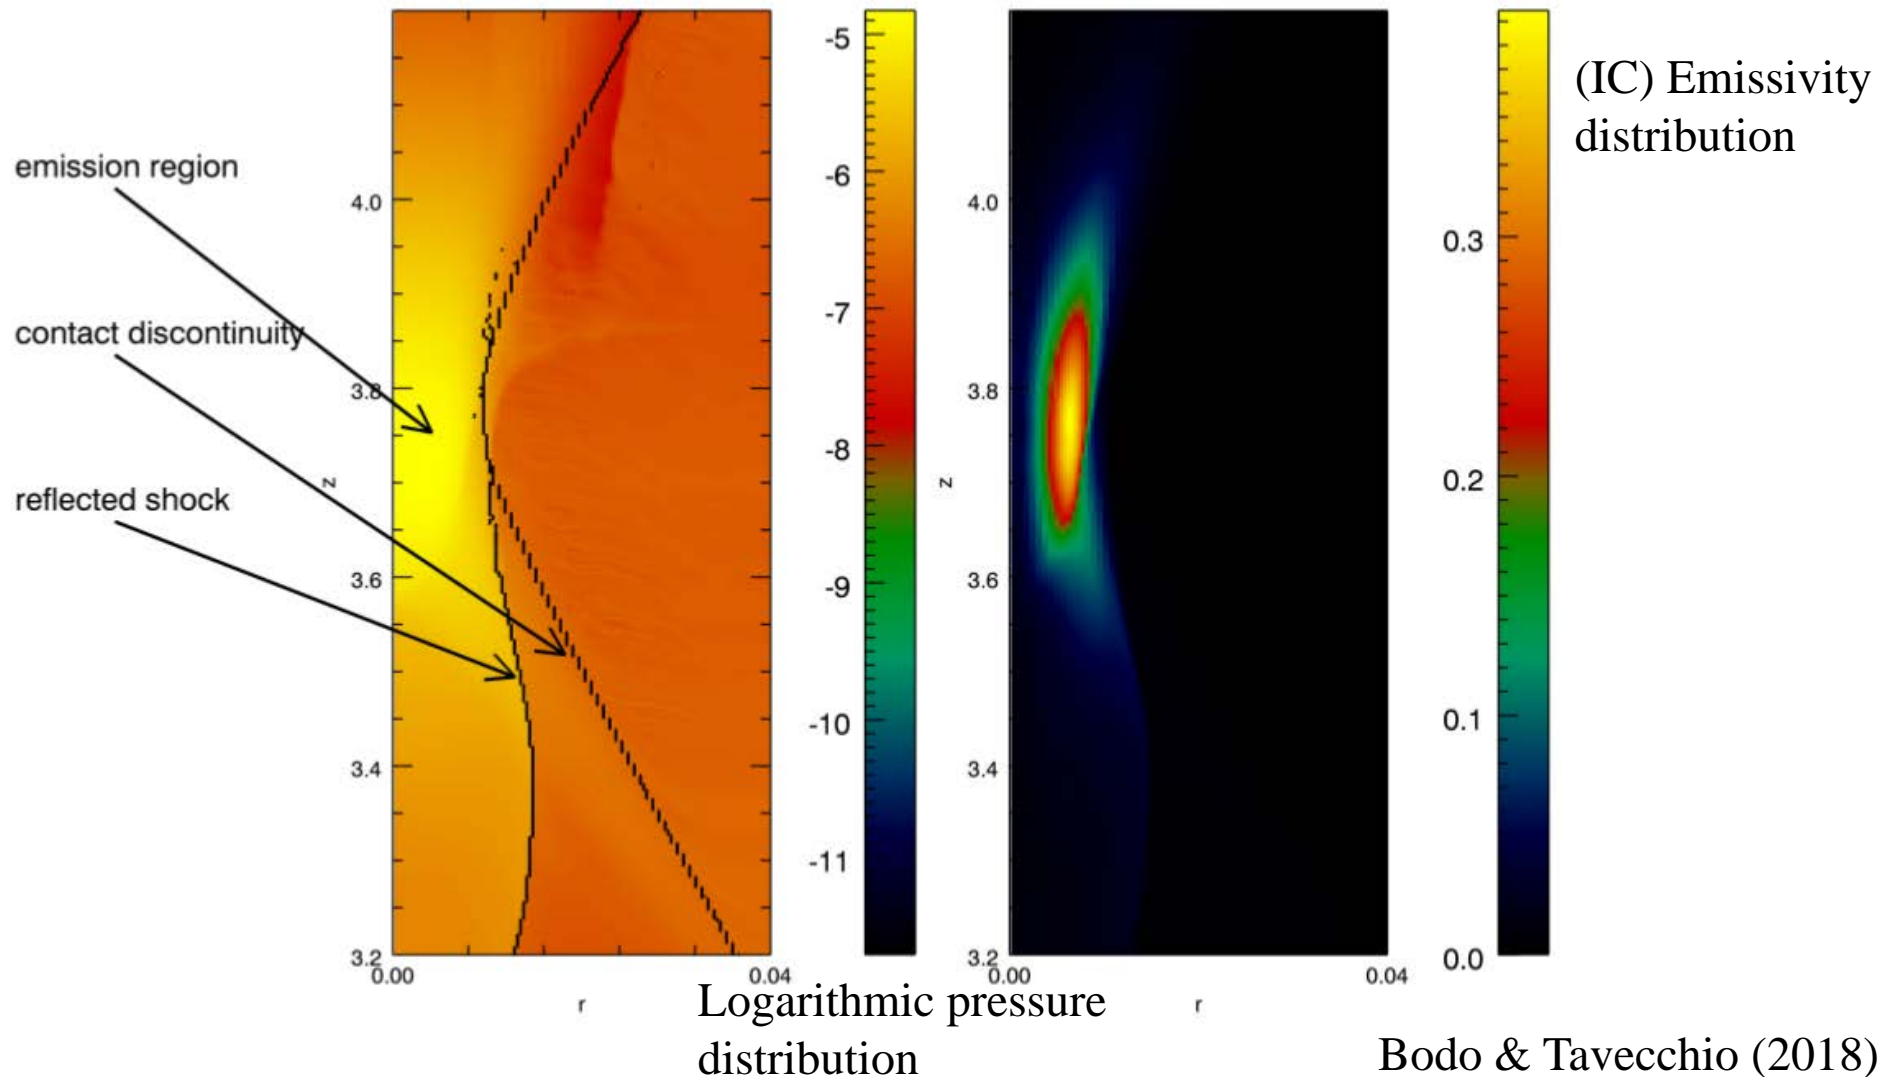 emission region
contact discontinuity
reflected shock
4.0
3.8
3.6
3.4
3.2
z
0.00
0.04
r
-5
-6
-7
-8
-9
-10
-11
Logarithmic pressure
distribution
4.0
3.8
3.6
3.4
3.2
z
0.00
0.04
r
0.3
0.2
0.1
0.0
(IC) Emissivity
distribution
Bodo & Tavecchio (2018)